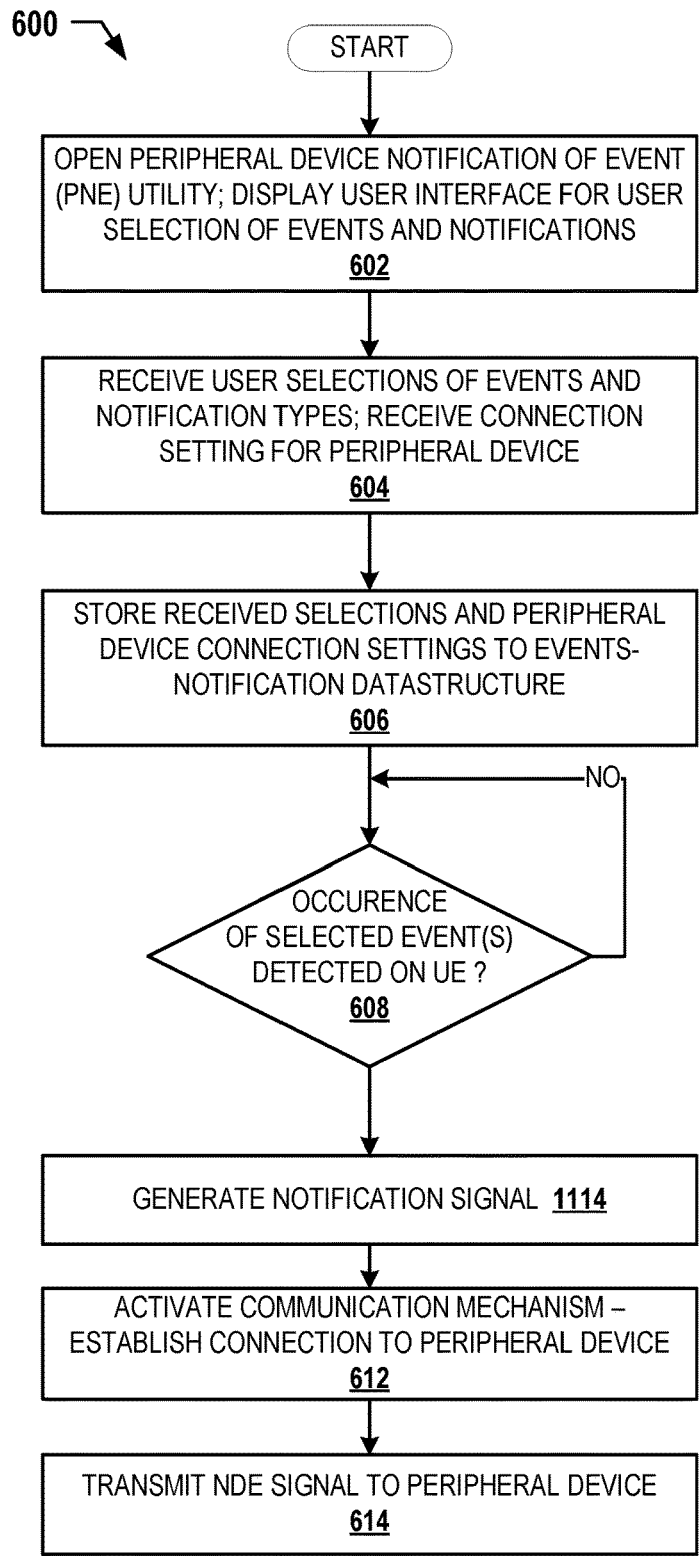 600
START
OPEN PERIPHERAL DEVICE NOTIFICATION OF EVENT
(PNE) UTILITY; DISPLAY USER INTERFACE FOR USER
SELECTION OF EVENTS AND NOTIFICATIONS
602
RECEIVE USER SELECTIONS OF EVENTS AND
NOTIFICATION TYPES; RECEIVE CONNECTION
SETTING FOR PERIPHERAL DEVICE
604
STORE RECEIVED SELECTIONS AND PERIPHERAL
DEVICE CONNECTION SETTINGS TO EVENTS-
NOTIFICATION DATASTRUCTURE
606
NO
OCCURENCE
OF SELECTED EVENT(S)
DETECTED ON UE ?
608
GENERATE NOTIFICATION SIGNAL 1114
ACTIVATE COMMUNICATION MECHANISM –
ESTABLISH CONNECTION TO PERIPHERAL DEVICE
612
TRANSMIT NDE SIGNAL TO PERIPHERAL DEVICE
614